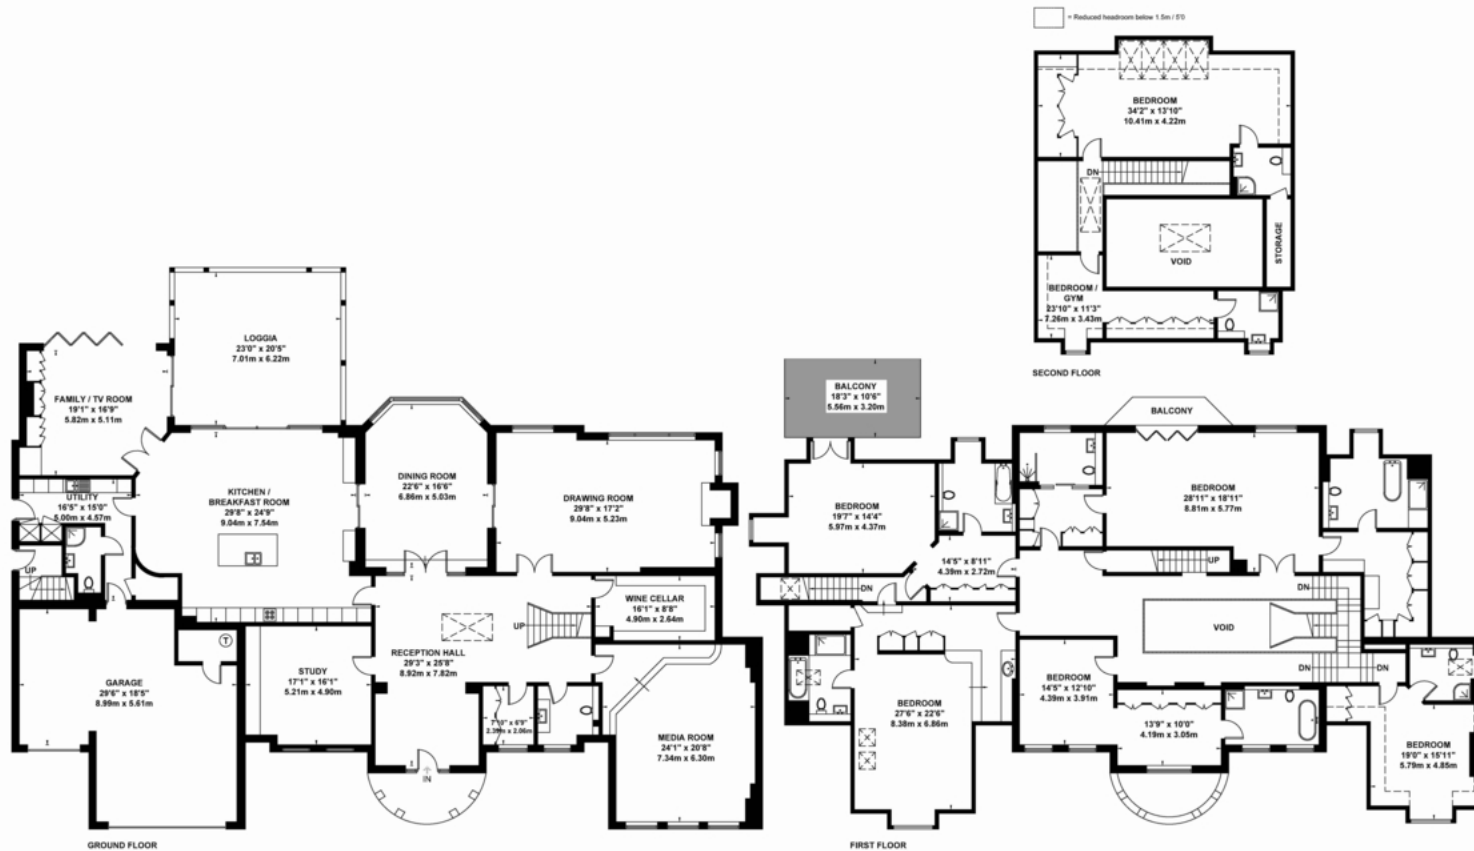 = Reduced headroom below 1.5m / 5'0
BEDROOM
34'2" x 13'10"
10.41m x 4.22m
DN
VOID
STORAGE
BEDROOM /
GYM
23'10" x 11'3"
7.26m x 3.43m
SECOND FLOOR
LOGGIA
23'0" x 20'5"
7.01m x 6.22m
FAMILY / TV ROOM
19'1" x 16'9"
5.82m x 5.11m
UTILITY
16'5" x 15'0"
5.00m x 4.57m
UP
KITCHEN /
BREAKFAST ROOM
29'8" x 24'9"
9.04m x 7.54m
DINING ROOM
22'6" x 16'6"
6.86m x 5.03m
DRAWING ROOM
29'8" x 17'2"
9.04m x 5.23m
WINE CELLAR
16'1" x 8'8"
4.90m x 2.64m
UP
RECEPTION HALL
29'3" x 25'8"
8.92m x 7.82m
T
STUDY
17'1" x 16'1"
5.21m x 4.90m
GARAGE
29'6" x 18'5"
8.99m x 5.61m
7'10" x 6'9"
2.39m x 2.06m
MEDIA ROOM
24'1" x 20'8"
7.34m x 6.30m
IN
GROUND FLOOR
BALCONY
18'3" x 10'6"
5.56m x 3.20m
BALCONY
BEDROOM
19'7" x 14'4"
5.97m x 4.37m
BEDROOM
28'11" x 18'11"
8.81m x 5.77m
14'5" x 8'11"
4.39m x 2.72m
DN
UP
DN
VOID
DN
DN
BEDROOM
14'5" x 12'10"
4.39m x 3.91m
BEDROOM
27'6" x 22'6"
8.38m x 6.86m
13'9" x 10'0"
4.19m x 3.05m
BEDROOM
19'0" x 15'11"
5.79m x 4.85m
FIRST FLOOR